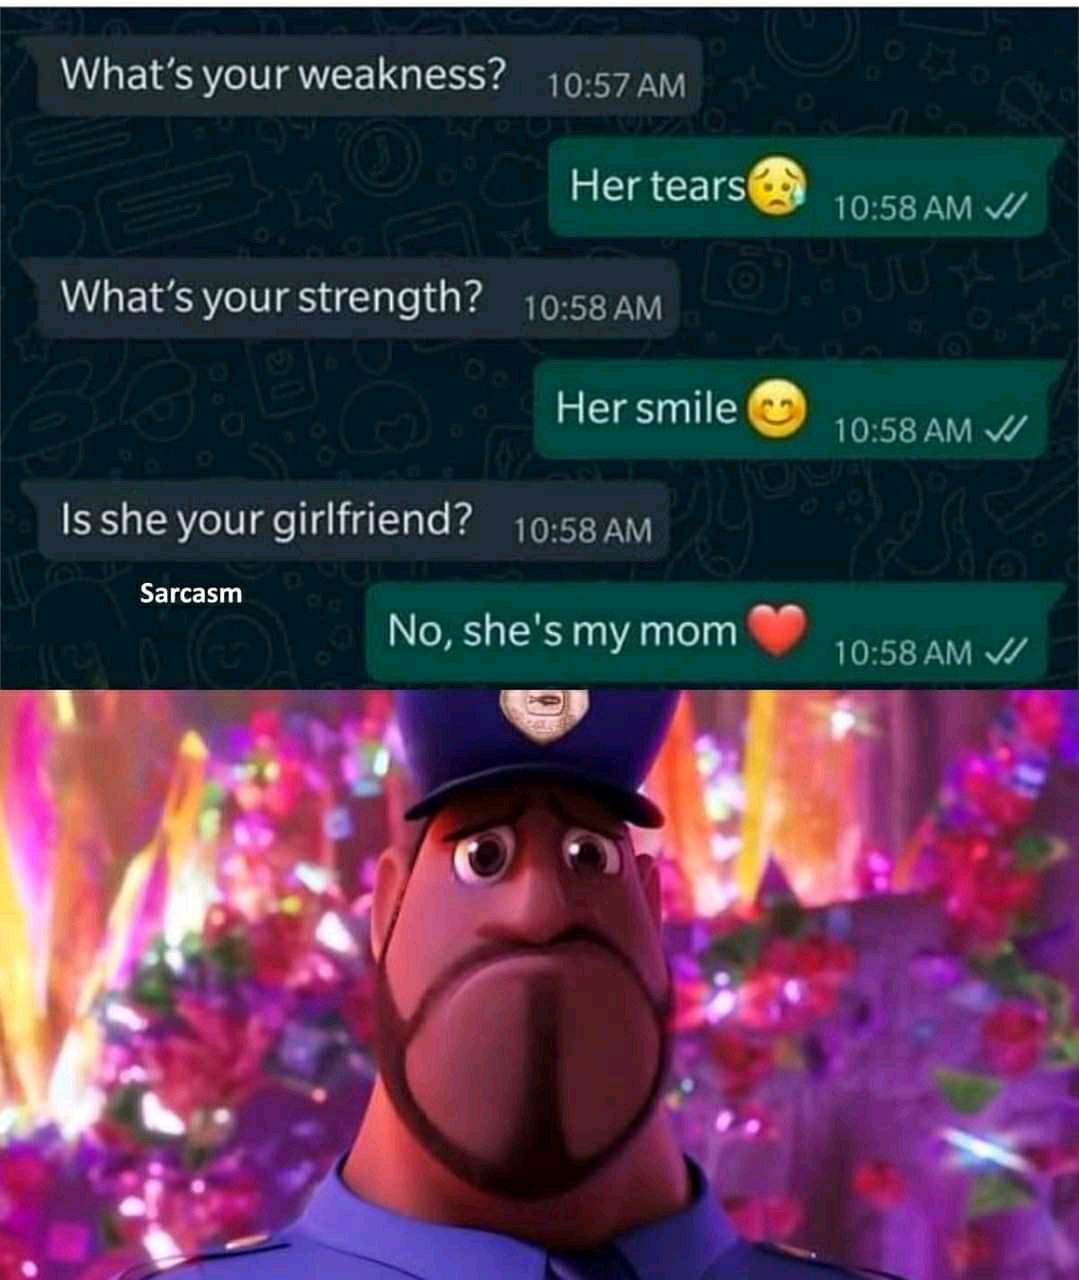 What's your weakness? 10:57 AM
Her tears😥 10:58 AM
What's your strength? 10:58 AM
Her smile 😊 10:58 AM
Is she your girlfriend? 10:58 AM
Sarcasm
No, she's my mom ❤️ 10:58 AM